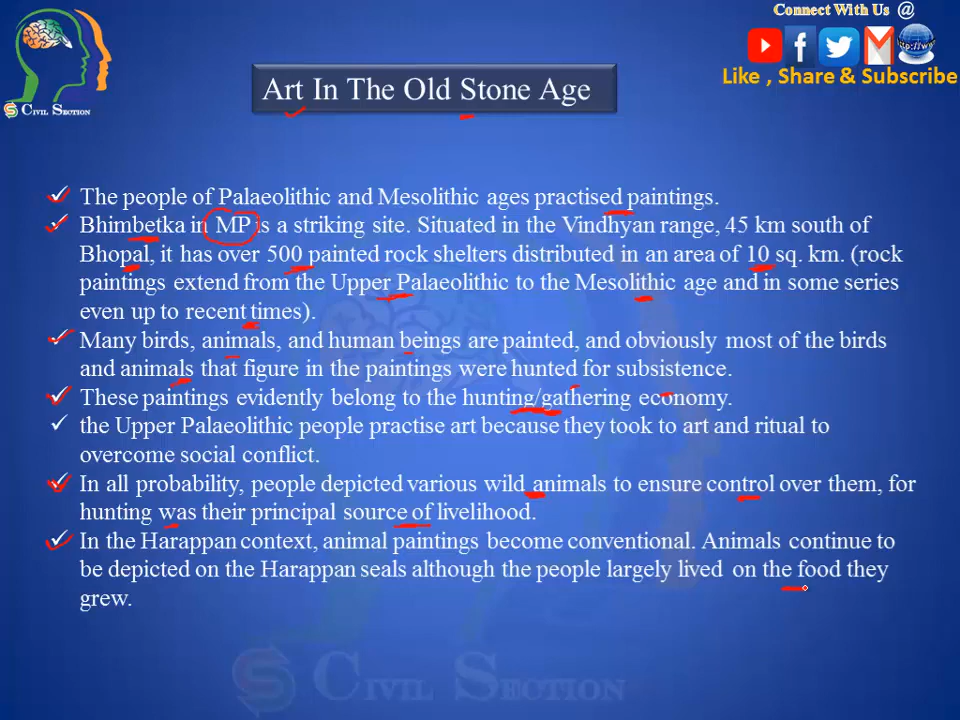 Connect With Us @
http://www
Like , Share & Subscribe
CIVIL SECTION
Art In The Old Stone Age
✓ The people of Palaeolithic and Mesolithic ages practised paintings.
✓ Bhimbetka in MP is a striking site. Situated in the Vindhyan range, 45 km south of
Bhopal, it has over 500 painted rock shelters distributed in an area of 10 sq. km. (rock
paintings extend from the Upper Palaeolithic to the Mesolithic age and in some series
even up to recent times).
✓ Many birds, animals, and human beings are painted, and obviously most of the birds
and animals that figure in the paintings were hunted for subsistence.
✓ These paintings evidently belong to the hunting/gathering economy.
✓ the Upper Palaeolithic people practise art because they took to art and ritual to
overcome social conflict.
✓ In all probability, people depicted various wild animals to ensure control over them, for
hunting was their principal source of livelihood.
✓ In the Harappan context, animal paintings become conventional. Animals continue to
be depicted on the Harappan seals although the people largely lived on the food they
grew.
CIVIL SECTION